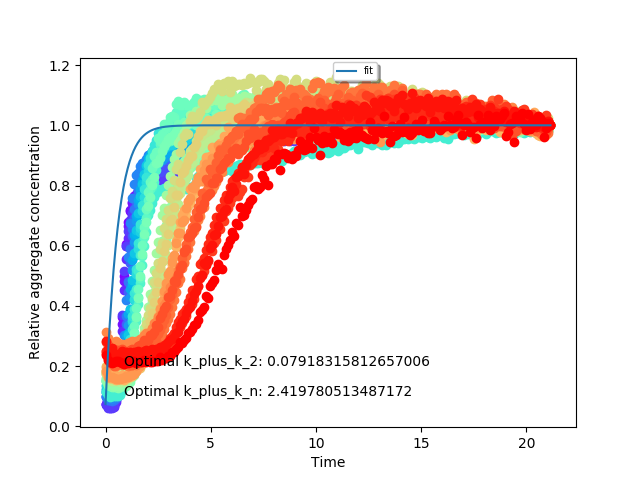 fit
1.2
1.0
0.8
0.6
0.4
0.2
0.0
Relative aggregate concentration
Optimal k_plus_k_2: 0.07918315812657006
Optimal k_plus_k_n: 2.419780513487172
0 5 10 15 20
Time